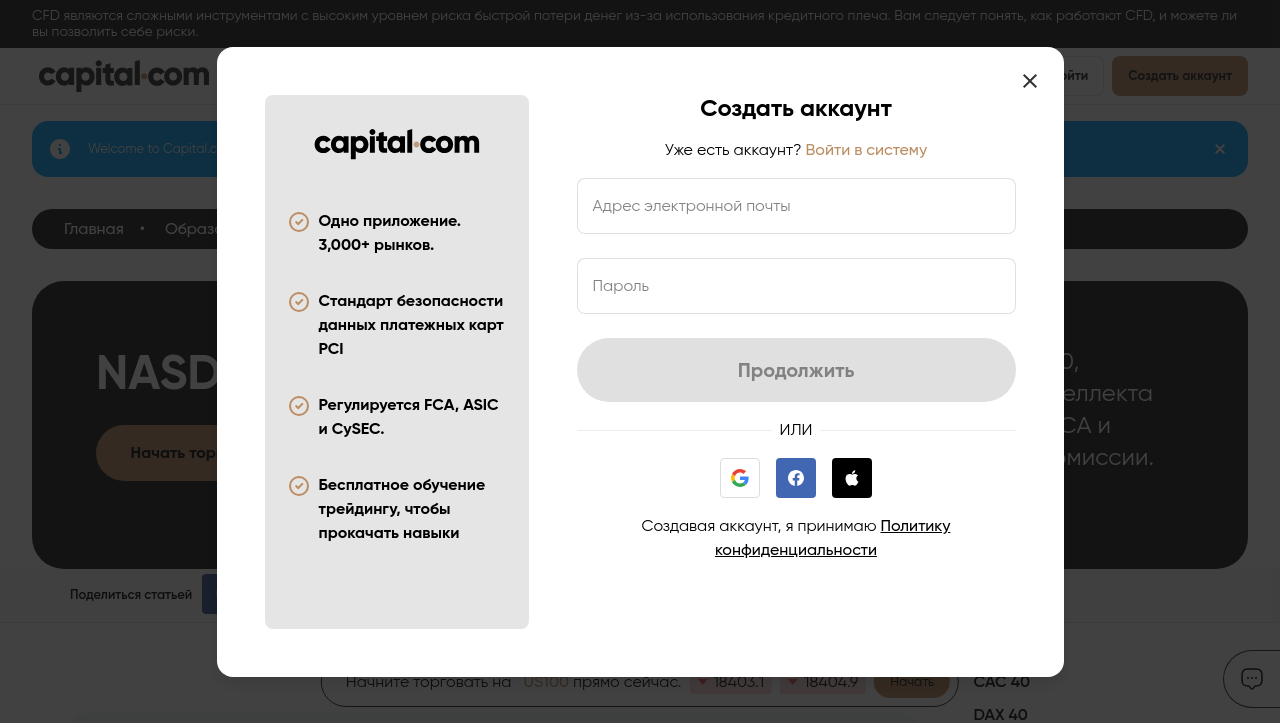 CFD являются сложными инструментами с высоким уровнем риска быстрой потери денег из-за использования кредитного плеча. Вам следует понять, как работают CFD, и можете ли
вы позволить себе риски.
capital.com
Создать аккаунт
Welcome to Capital.c
Главная • Образ
NASD
Начать тор
Поделиться статьей
capital.com
Одно приложение.
3,000+ рынков.
Стандарт безопасности
данных платежных карт
PCI
Регулируется FCA, ASIC
и CySEC.
Бесплатное обучение
трейдингу, чтобы
прокачать навыки
Создать аккаунт
Уже есть аккаунт? Войти в систему
Адрес электронной почты
Пароль
Продолжить
ИЛИ
Создавая аккаунт, я принимаю Политику
конфиденциальности
0,
еллекта
СА и
омиссии.
Начните торговать на US100 прямо сейчас. 18403.1 18404.9 Начать
CAC 40
DAX 40